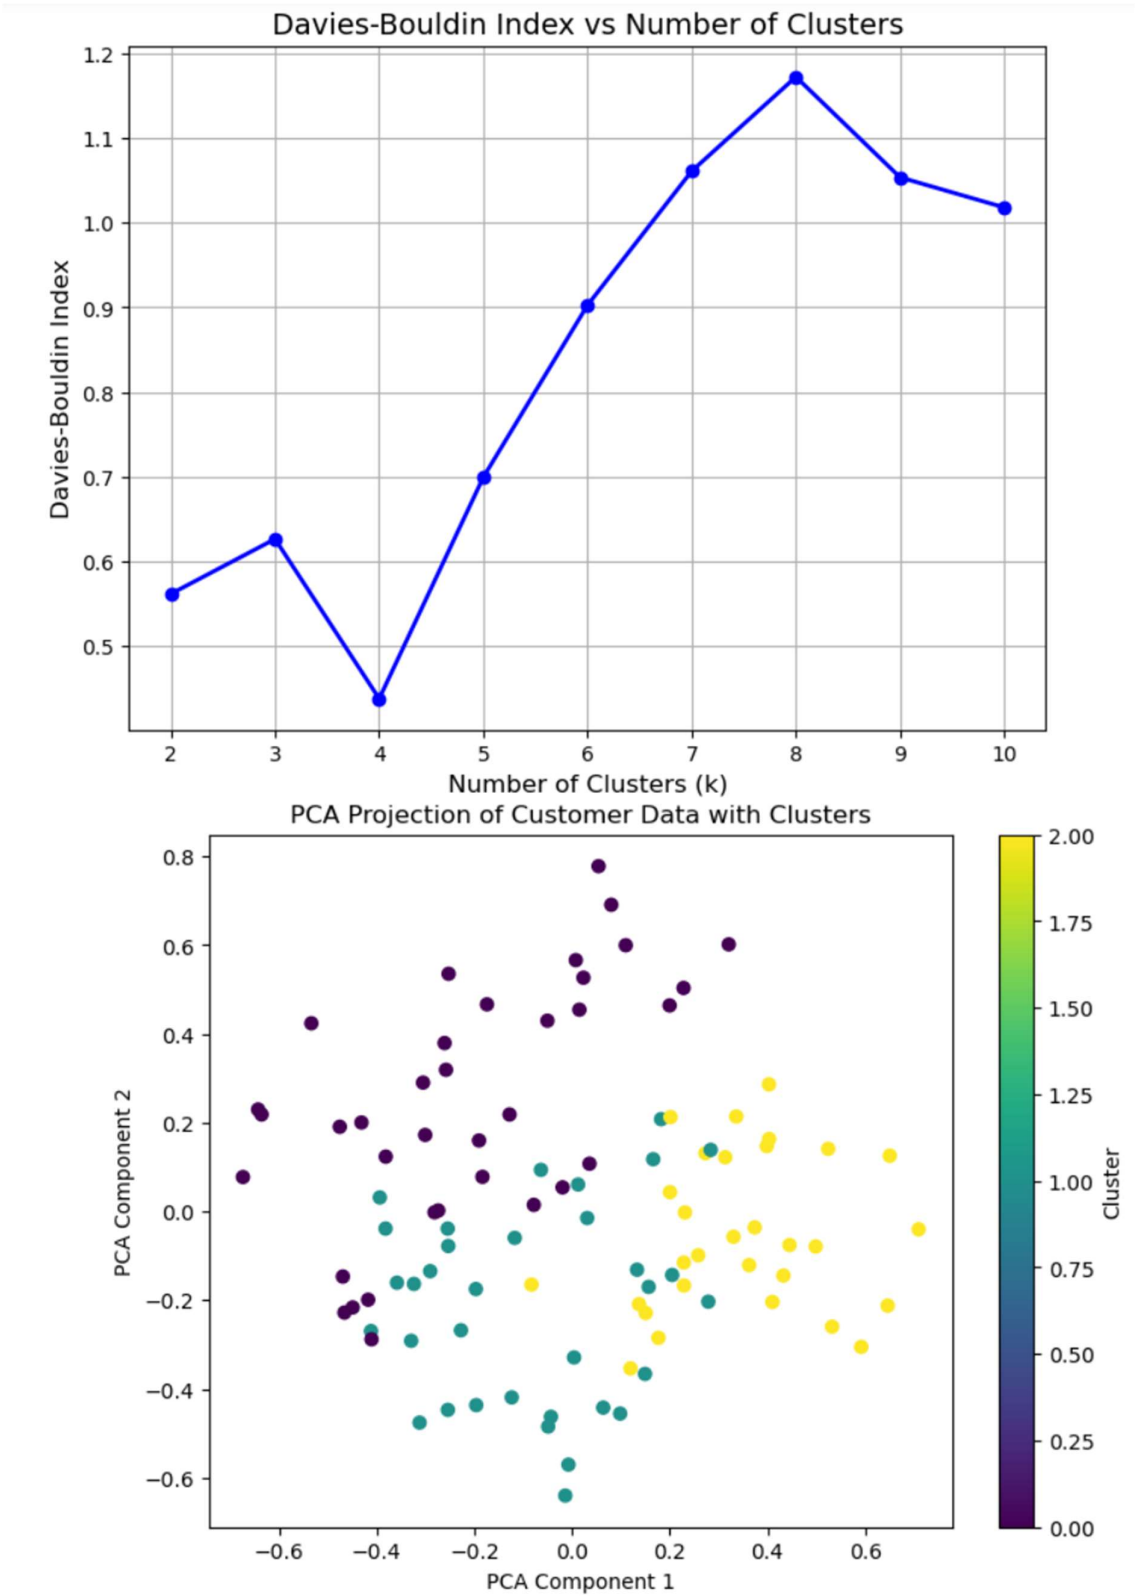 Davies-Bouldin Index vs Number of Clusters
1.2
1.1
1.0
0.9
0.8
0.7
0.6
0.5
Davies-Bouldin Index
2 3 4 5 6 7 8 9 10
Number of Clusters (k)
PCA Projection of Customer Data with Clusters
0.8
0.6
0.4
0.2
0.0
−0.2
−0.4
−0.6
PCA Component 2
−0.6 −0.4 −0.2 0.0 0.2 0.4 0.6
PCA Component 1
2.00
1.75
1.50
1.25
1.00
0.75
0.50
0.25
0.00
Cluster